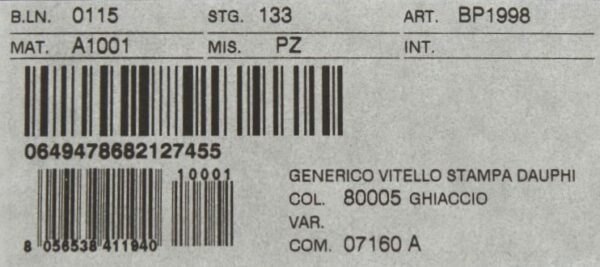 B.LN. 0115 STG. 133 ART. BP1998
MAT. A1001 MIS. PZ INT.
0649478682127455
10001
GENERICO VITELLO STAMPA DAUPHI
COL. 80005 GHIACCIO
VAR.
COM. 07160 A
8 056538 411940